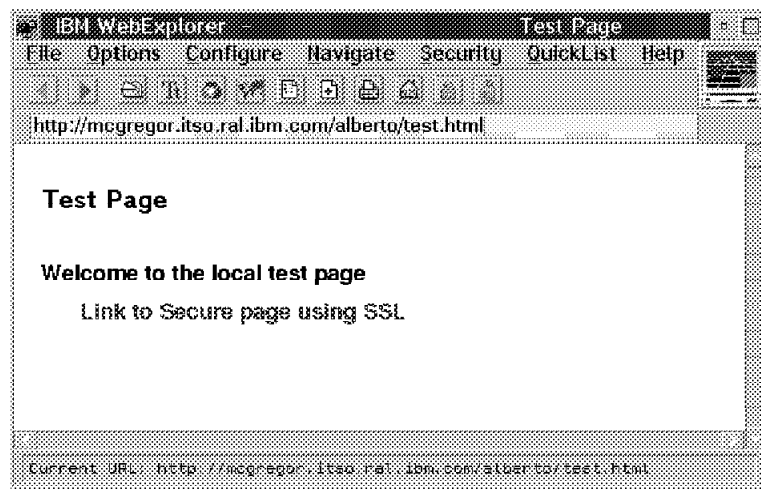 IBM WebExplorer - Test Page
File Options Configure Navigate Security QuickList Help
http://mcgregor.itso.ral.ibm.com/alberto/test.html
Test Page
Welcome to the local test page
Link to Secure page using SSL
Current URL: http://mcgregor.itso.ral.ibm.com/alberto/test.html